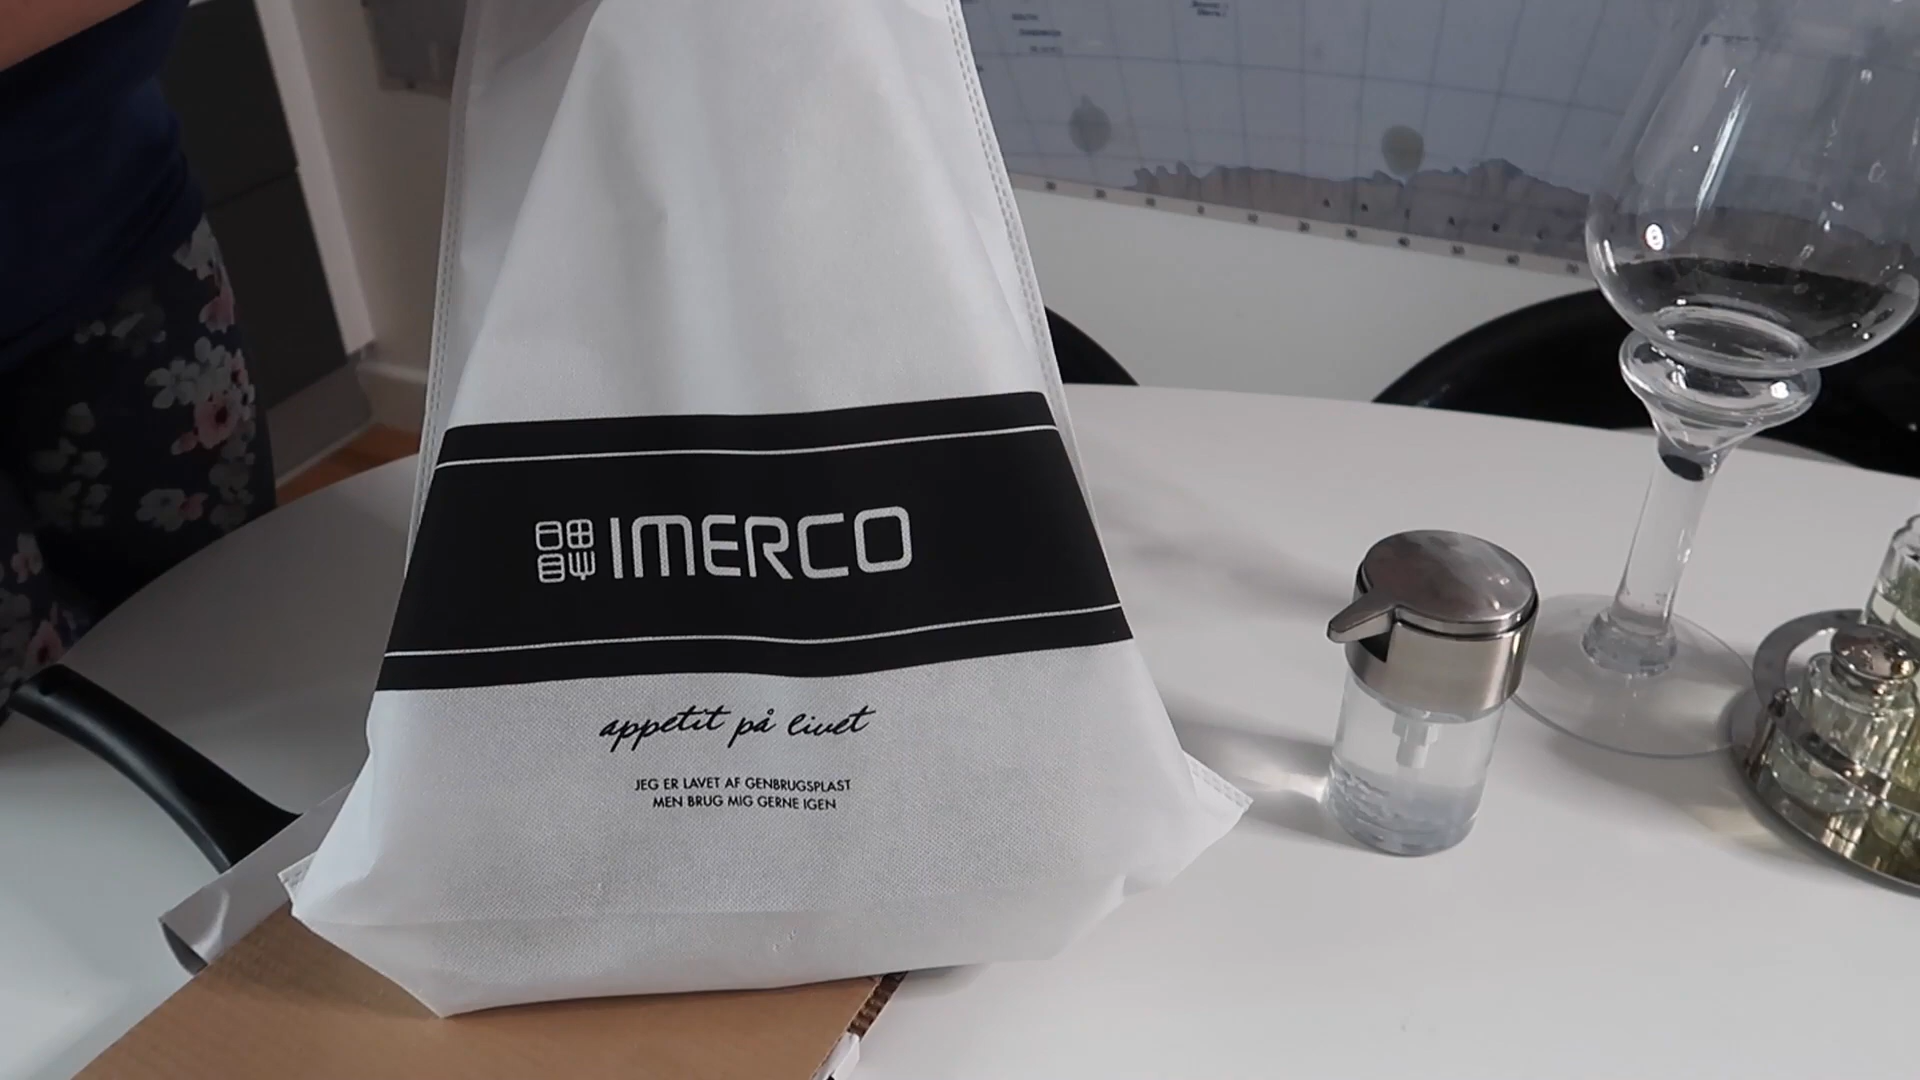 IMERCO
appetit på livet
JEG ER LAVET AF GENBRUGSPLAST
MEN BRUG MIG GERNE IGEN